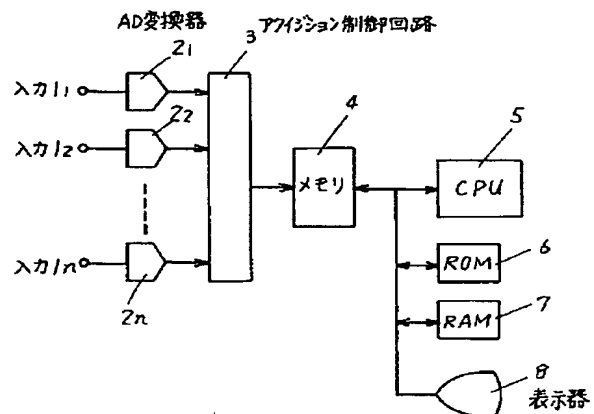 AD変換器
3 アクイジション制御回路
入力1₁ 2₁
入力1₂ 2₂
入力1n 2n
4
メモリ
5
CPU
ROM 6
RAM 7
8
表示器